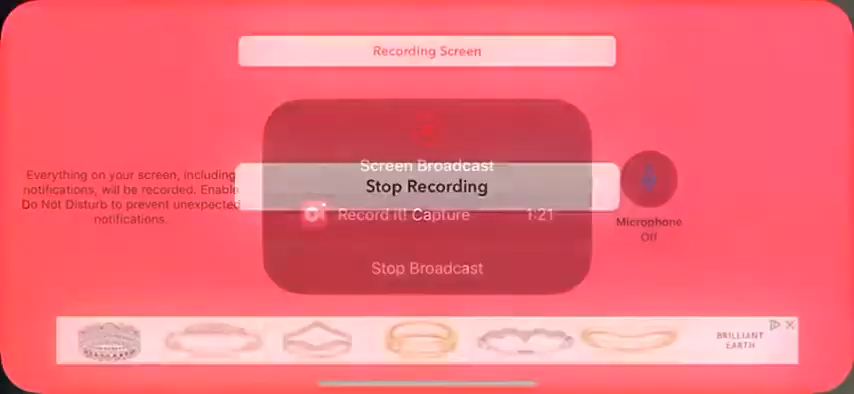 Recording Screen
Screen Broadcast
Stop Recording
Everything on your screen, including
notifications, will be recorded. Enable
Do Not Disturb to prevent unexpected
notifications.
Record it! Capture 1:21
Microphone
Off
Stop Broadcast
BRILLIANT
EARTH